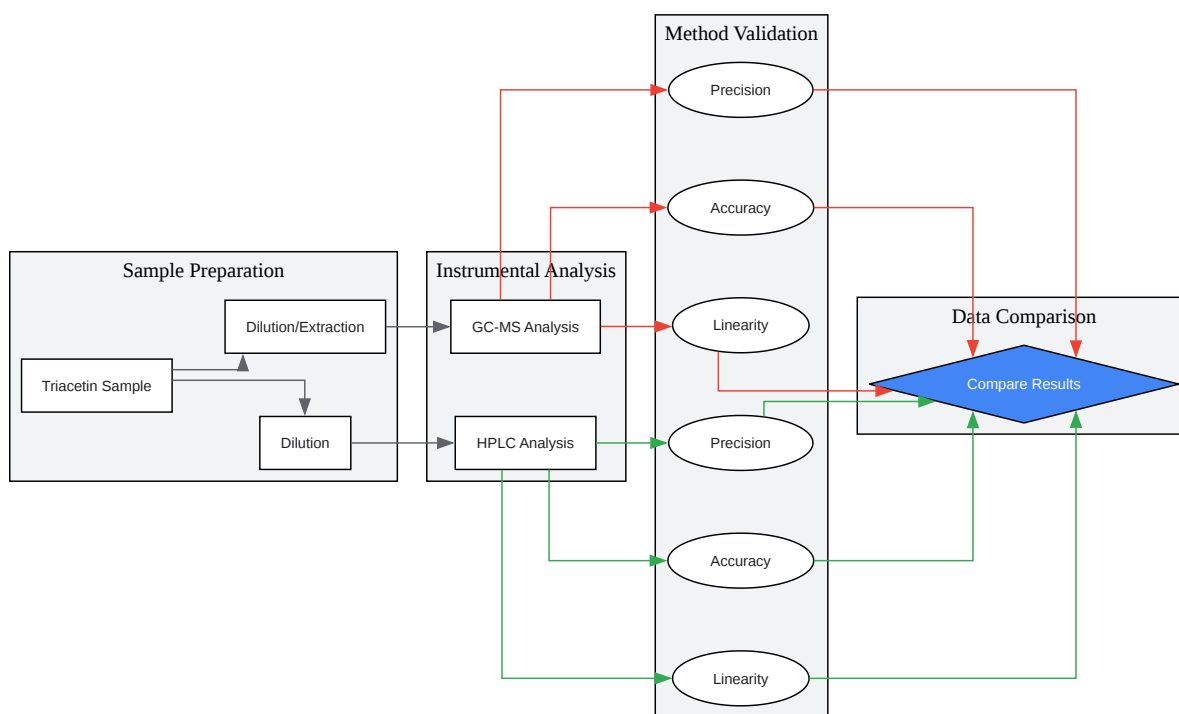 Sample Preparation
Triacetin Sample
Dilution/Extraction
Dilution
Instrumental Analysis
GC-MS Analysis
HPLC Analysis
Method Validation
Precision
Accuracy
Linearity
Precision
Accuracy
Linearity
Data Comparison
Compare Results